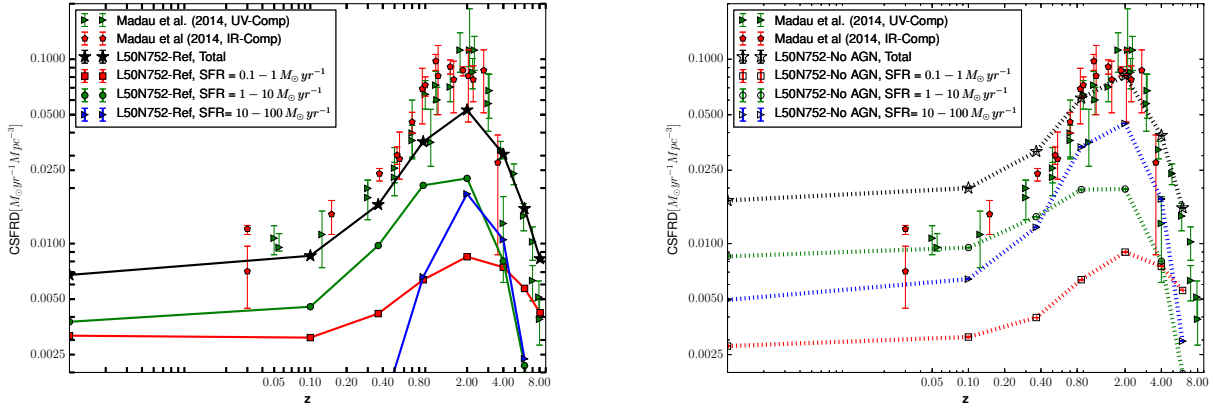 Madau et al. (2014, UV-Comp)
Madau et al (2014, IR-Comp)
L50N752-Ref, Total
L50N752-Ref, SFR = 0.1 − 1 M⊙ yr⁻¹
L50N752-Ref, SFR = 1 − 10 M⊙ yr⁻¹
L50N752-Ref, SFR= 10 − 100 M⊙ yr⁻¹
CSFRD[M⊙ yr⁻¹ Mpc⁻³]
0.1000
0.0500
0.0250
0.0100
0.0050
0.0025
0.05 0.10 0.20 0.40 0.80 2.00 4.00 8.00
z
Madau et al. (2014, UV-Comp)
Madau et al (2014, IR-Comp)
L50N752-No AGN, Total
L50N752-No AGN, SFR = 0.1 − 1 M⊙ yr⁻¹
L50N752-No AGN, SFR = 1 − 10 M⊙ yr⁻¹
L50N752-No AGN, SFR= 10 − 100 M⊙ yr⁻¹
CSFRD[M⊙ yr⁻¹ Mpc⁻³]
0.1000
0.0500
0.0250
0.0100
0.0050
0.0025
0.05 0.10 0.20 0.40 0.80 2.00 4.00 8.00
z